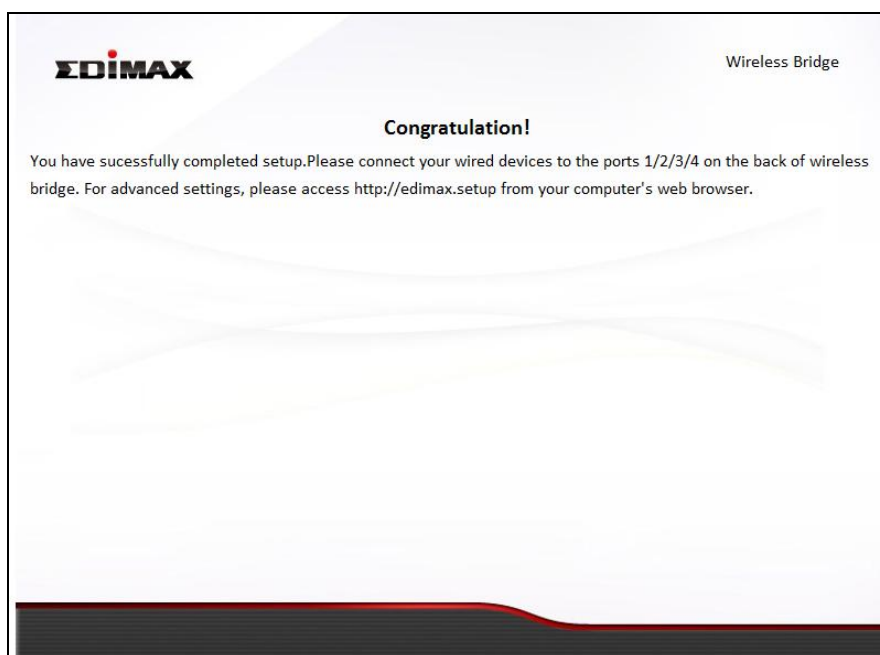 EDIMAX
Wireless Bridge
Congratulation!
You have sucessfully completed setup.Please connect your wired devices to the ports 1/2/3/4 on the back of wireless
bridge. For advanced settings, please access http://edimax.setup from your computer's web browser.